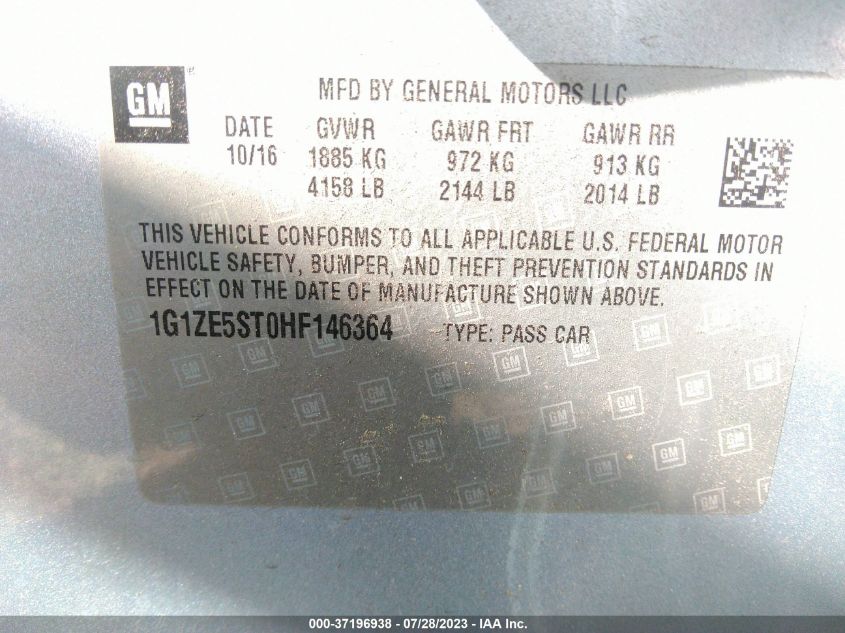 GM
MFD BY GENERAL MOTORS LLC
DATE GVWR GAWR FRT GAWR RR
10/16 1885 KG 972 KG 913 KG
4158 LB 2144 LB 2014 LB
THIS VEHICLE CONFORMS TO ALL APPLICABLE U.S. FEDERAL MOTOR
VEHICLE SAFETY, BUMPER, AND THEFT PREVENTION STANDARDS IN
EFFECT ON THE DATE OF MANUFACTURE SHOWN ABOVE.
1G1ZE5ST0HF146364 TYPE: PASS CAR
000-37196938 - 07/28/2023 - IAA Inc.